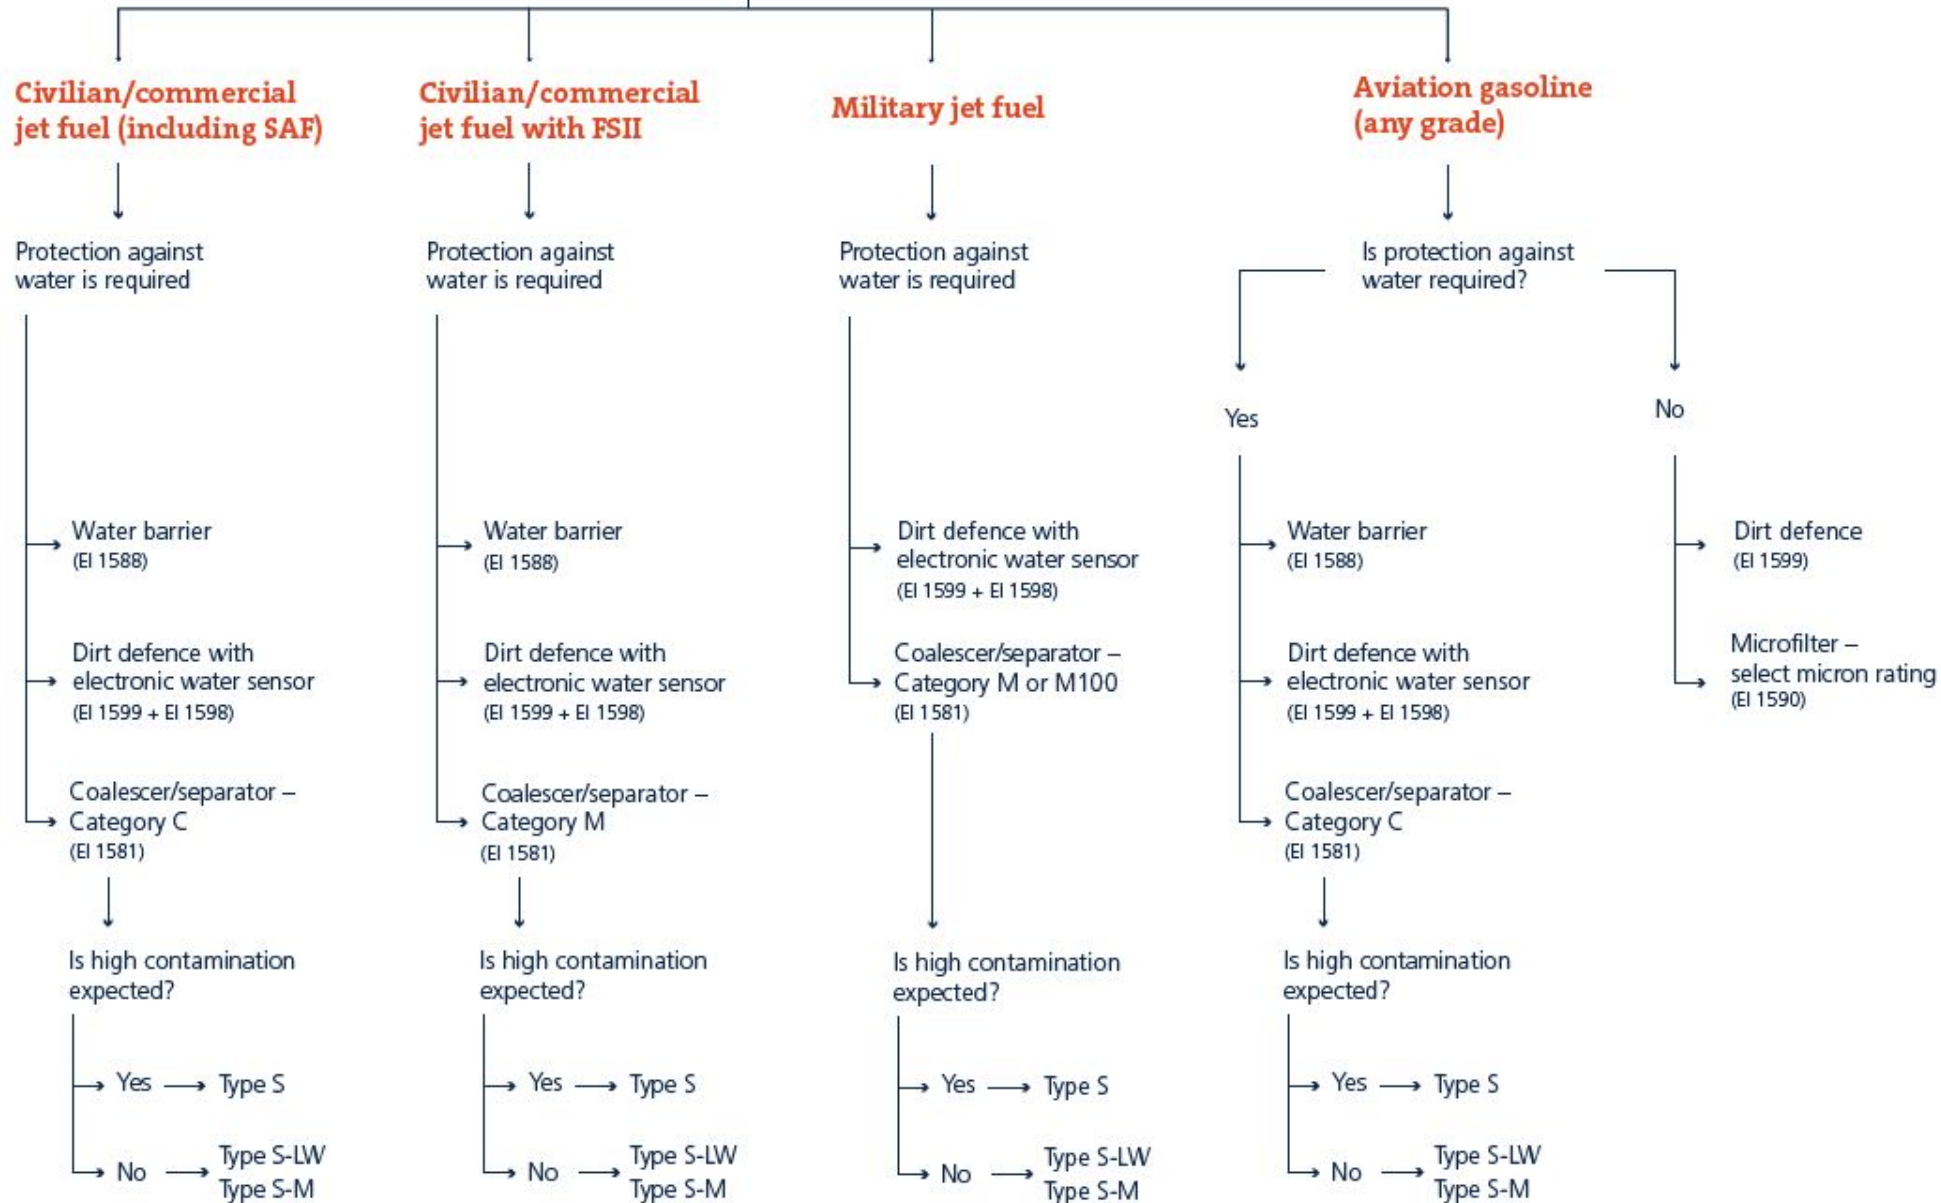 Civilian/commercial
jet fuel (including SAF)
Protection against
water is required
Water barrier
(EI 1588)
Dirt defence with
electronic water sensor
(EI 1599 + EI 1598)
Coalescer/separator –
Category C
(EI 1581)
Is high contamination
expected?
Yes
Type S
No
Type S-LW
Type S-M
Civilian/commercial
jet fuel with FSII
Protection against
water is required
Water barrier
(EI 1588)
Dirt defence with
electronic water sensor
(EI 1599 + EI 1598)
Coalescer/separator –
Category M
(EI 1581)
Is high contamination
expected?
Yes
Type S
No
Type S-LW
Type S-M
Military jet fuel
Protection against
water is required
Dirt defence with
electronic water sensor
(EI 1599 + EI 1598)
Coalescer/separator –
Category M or M100
(EI 1581)
Is high contamination
expected?
Yes
Type S
No
Type S-LW
Type S-M
Aviation gasoline
(any grade)
Is protection against
water required?
Yes
Water barrier
(EI 1588)
Dirt defence with
electronic water sensor
(EI 1599 + EI 1598)
Coalescer/separator –
Category C
(EI 1581)
Is high contamination
expected?
Yes
Type S
No
Type S-LW
Type S-M
No
Dirt defence
(EI 1599)
Microfilter –
select micron rating
(EI 1590)